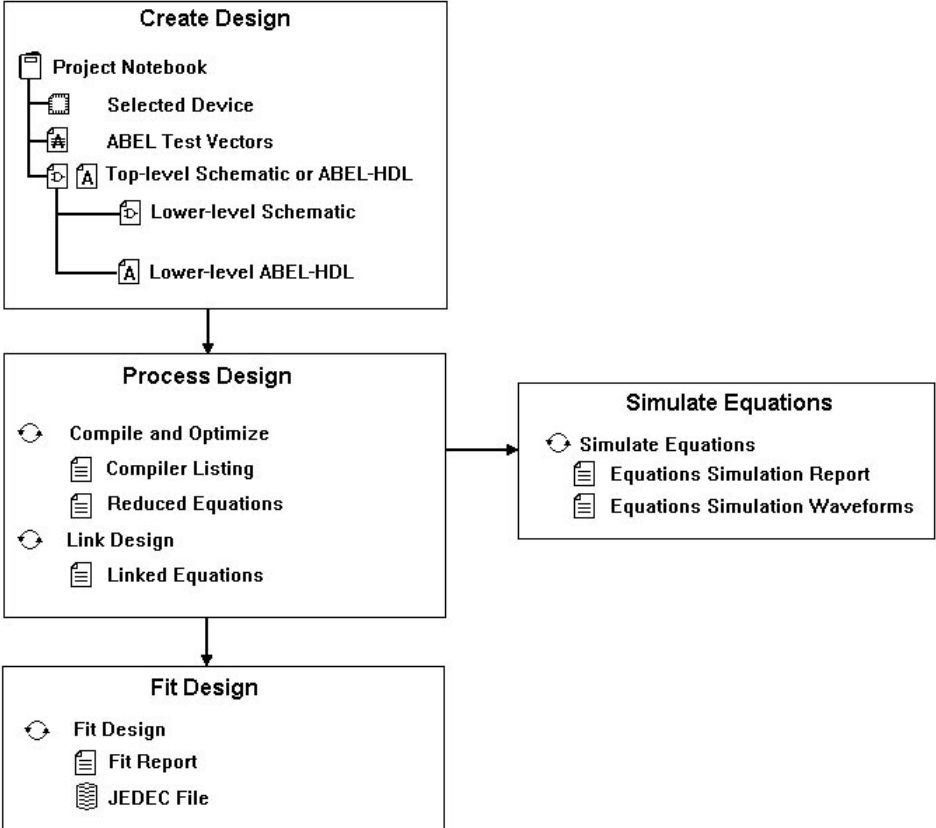 Create Design
Project Notebook
Selected Device
ABEL Test Vectors
Top-level Schematic or ABEL-HDL
Lower-level Schematic
Lower-level ABEL-HDL
Process Design
Compile and Optimize
Compiler Listing
Reduced Equations
Link Design
Linked Equations
Simulate Equations
Simulate Equations
Equations Simulation Report
Equations Simulation Waveforms
Fit Design
Fit Design
Fit Report
JEDEC File